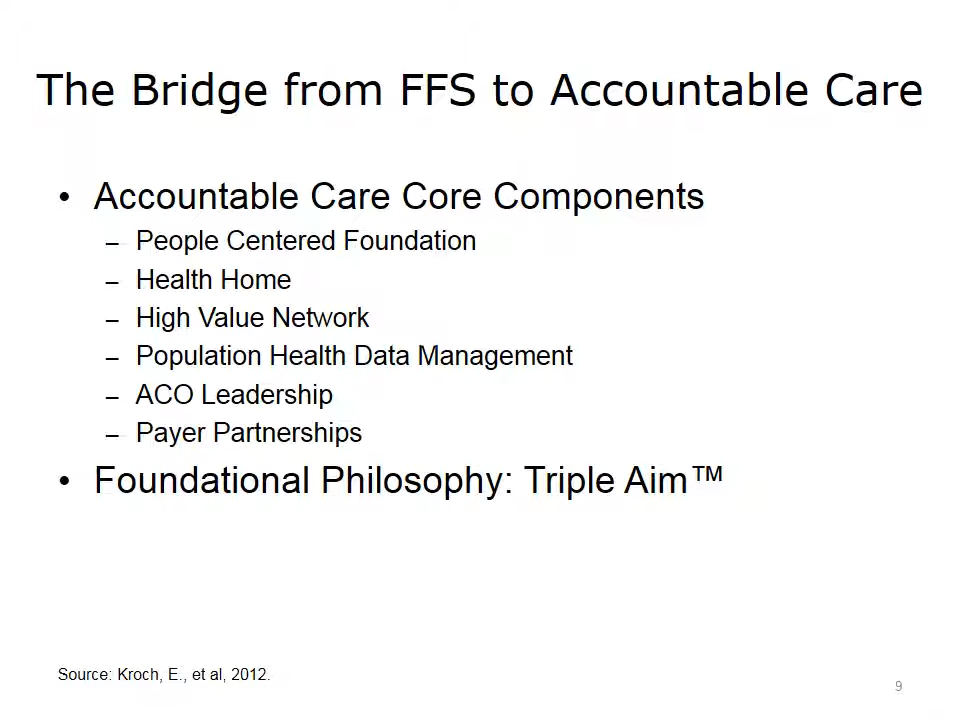 The Bridge from FFS to Accountable Care
• Accountable Care Core Components
– People Centered Foundation
– Health Home
– High Value Network
– Population Health Data Management
– ACO Leadership
– Payer Partnerships
• Foundational Philosophy: Triple Aim™
Source: Kroch, E., et al, 2012.
9